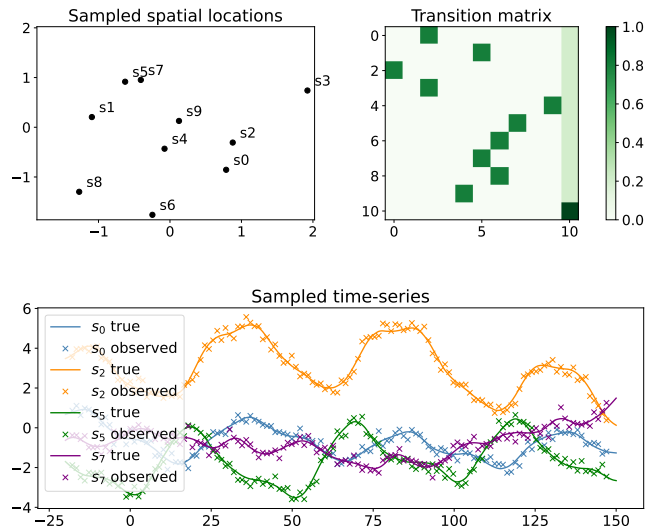 Sampled spatial locations
Transition matrix
2
1
0
−1
s5
s7
s3
s1
s9
s4
s2
s0
s8
s6
−1
0
1
2
0
2
4
6
8
10
0
5
10
1.0
0.8
0.6
0.4
0.2
0.0
Sampled time-series
6
4
2
0
−2
−4
s0 true
s0 observed
s2 true
s2 observed
s5 true
s5 observed
s7 true
s7 observed
−25
0
25
50
75
100
125
150